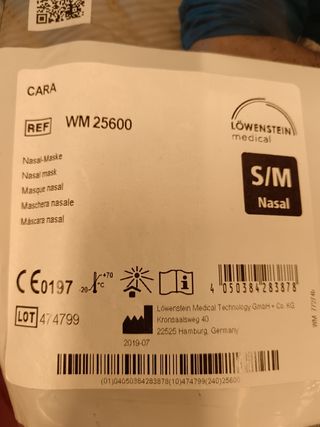 CARA
REF WM 25600
LÖWENSTEIN
medical
Nasal-Maske
Nasal mask
Masque nasal
Maschera nasale
Máscara nasal
S/M
Nasal
CE0197 -20 °C +70
4 050384 283878
LOT 474799
2019-07
Löwenstein Medical Technology GmbH + Co. KG
Kronsaalsweg 40
22525 Hamburg, Germany
(01)04050384283878(10)474799(240)25600